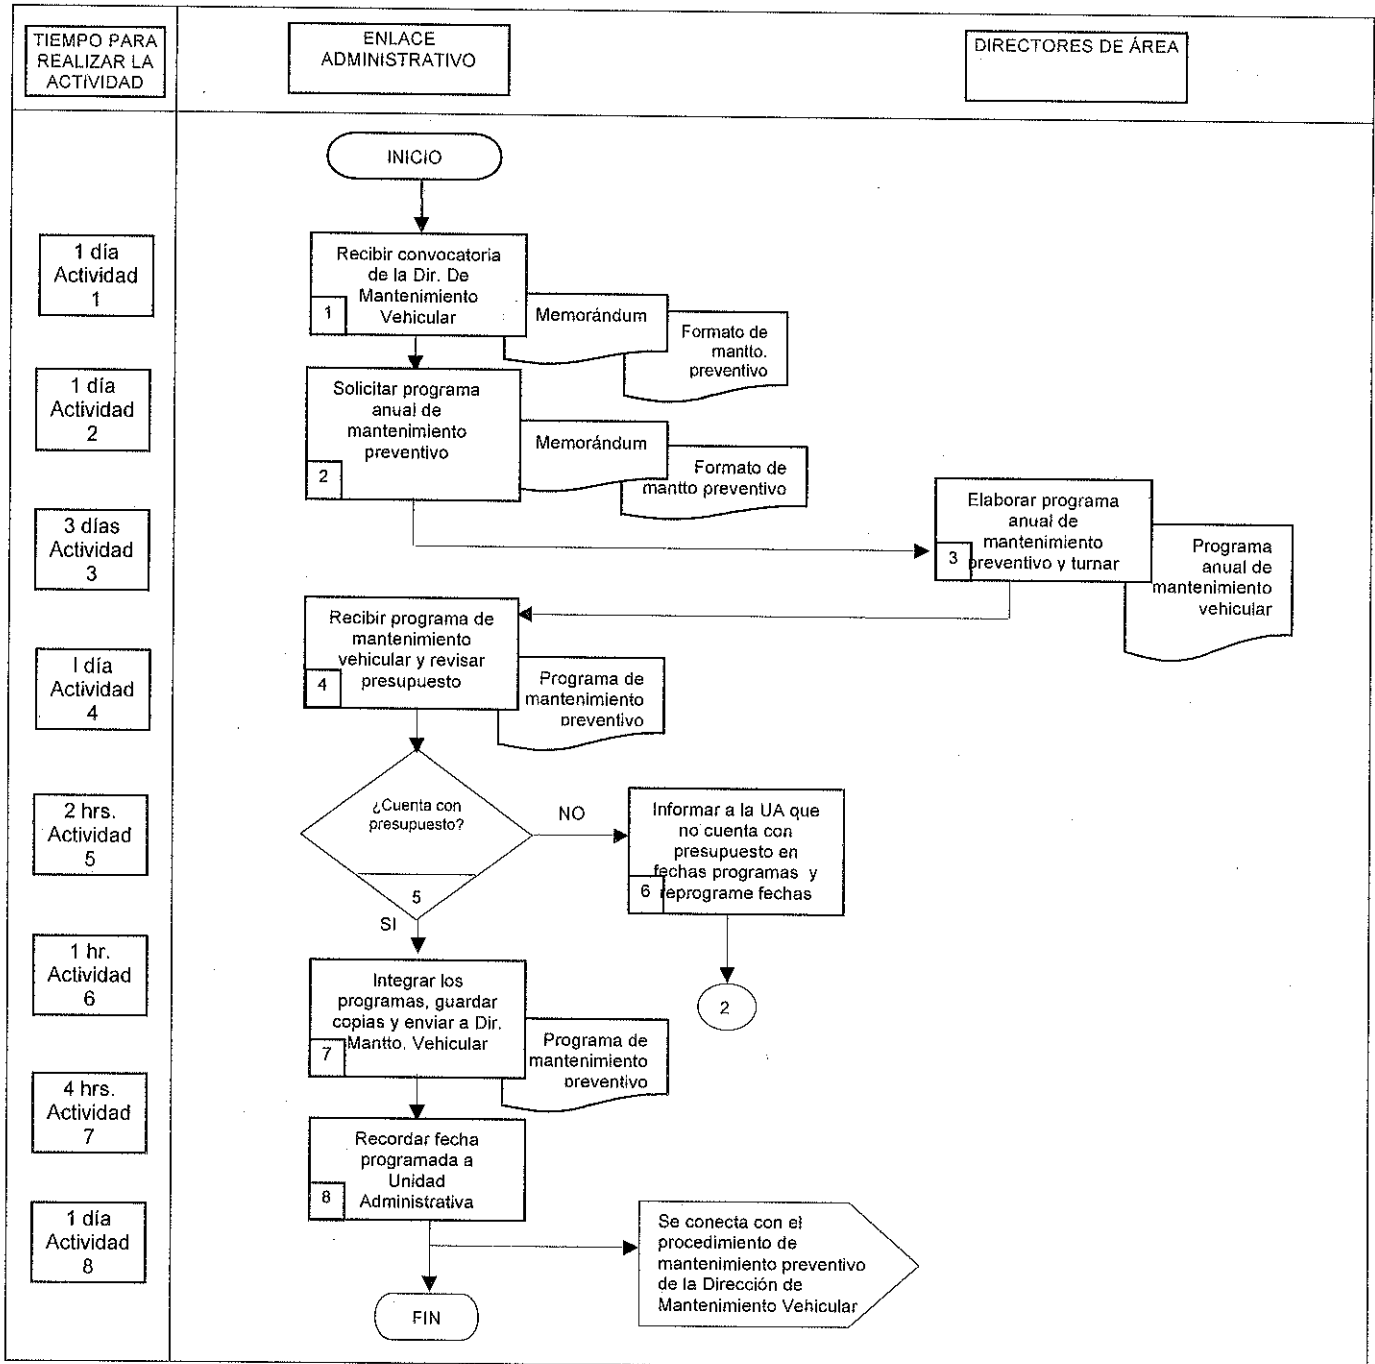 TIEMPO PARA
REALIZAR LA
ACTIVIDAD
ENLACE
ADMINISTRATIVO
DIRECTORES DE ÁREA
INICIO
1 día
Actividad
1
Recibir convocatoria
de la Dir. De
Mantenimiento
Vehicular
1
Memorándum
Formato de
mantto.
preventivo
1 día
Actividad
2
Solicitar programa
anual de
mantenimiento
preventivo
2
Memorándum
Formato de
mantto preventivo
3 días
Actividad
3
Elaborar programa
anual de
mantenimiento
preventivo y turnar
3
Programa
anual de
mantenimiento
vehicular
I día
Actividad
4
Recibir programa de
mantenimiento
vehicular y revisar
presupuesto
4
Programa de
mantenimiento
preventivo
2 hrs.
Actividad
5
¿Cuenta con
presupuesto?
5
NO
SI
Informar a la UA que
no cuenta con
presupuesto en
fechas programas y
reprograme fechas
6
2
1 hr.
Actividad
6
Integrar los
programas, guardar
copias y enviar a Dir.
Mantto. Vehicular
7
Programa de
mantenimiento
preventivo
4 hrs.
Actividad
7
Recordar fecha
programada a
Unidad
Administrativa
8
1 día
Actividad
8
Se conecta con el
procedimiento de
mantenimiento preventivo
de la Dirección de
Mantenimiento Vehicular
FIN